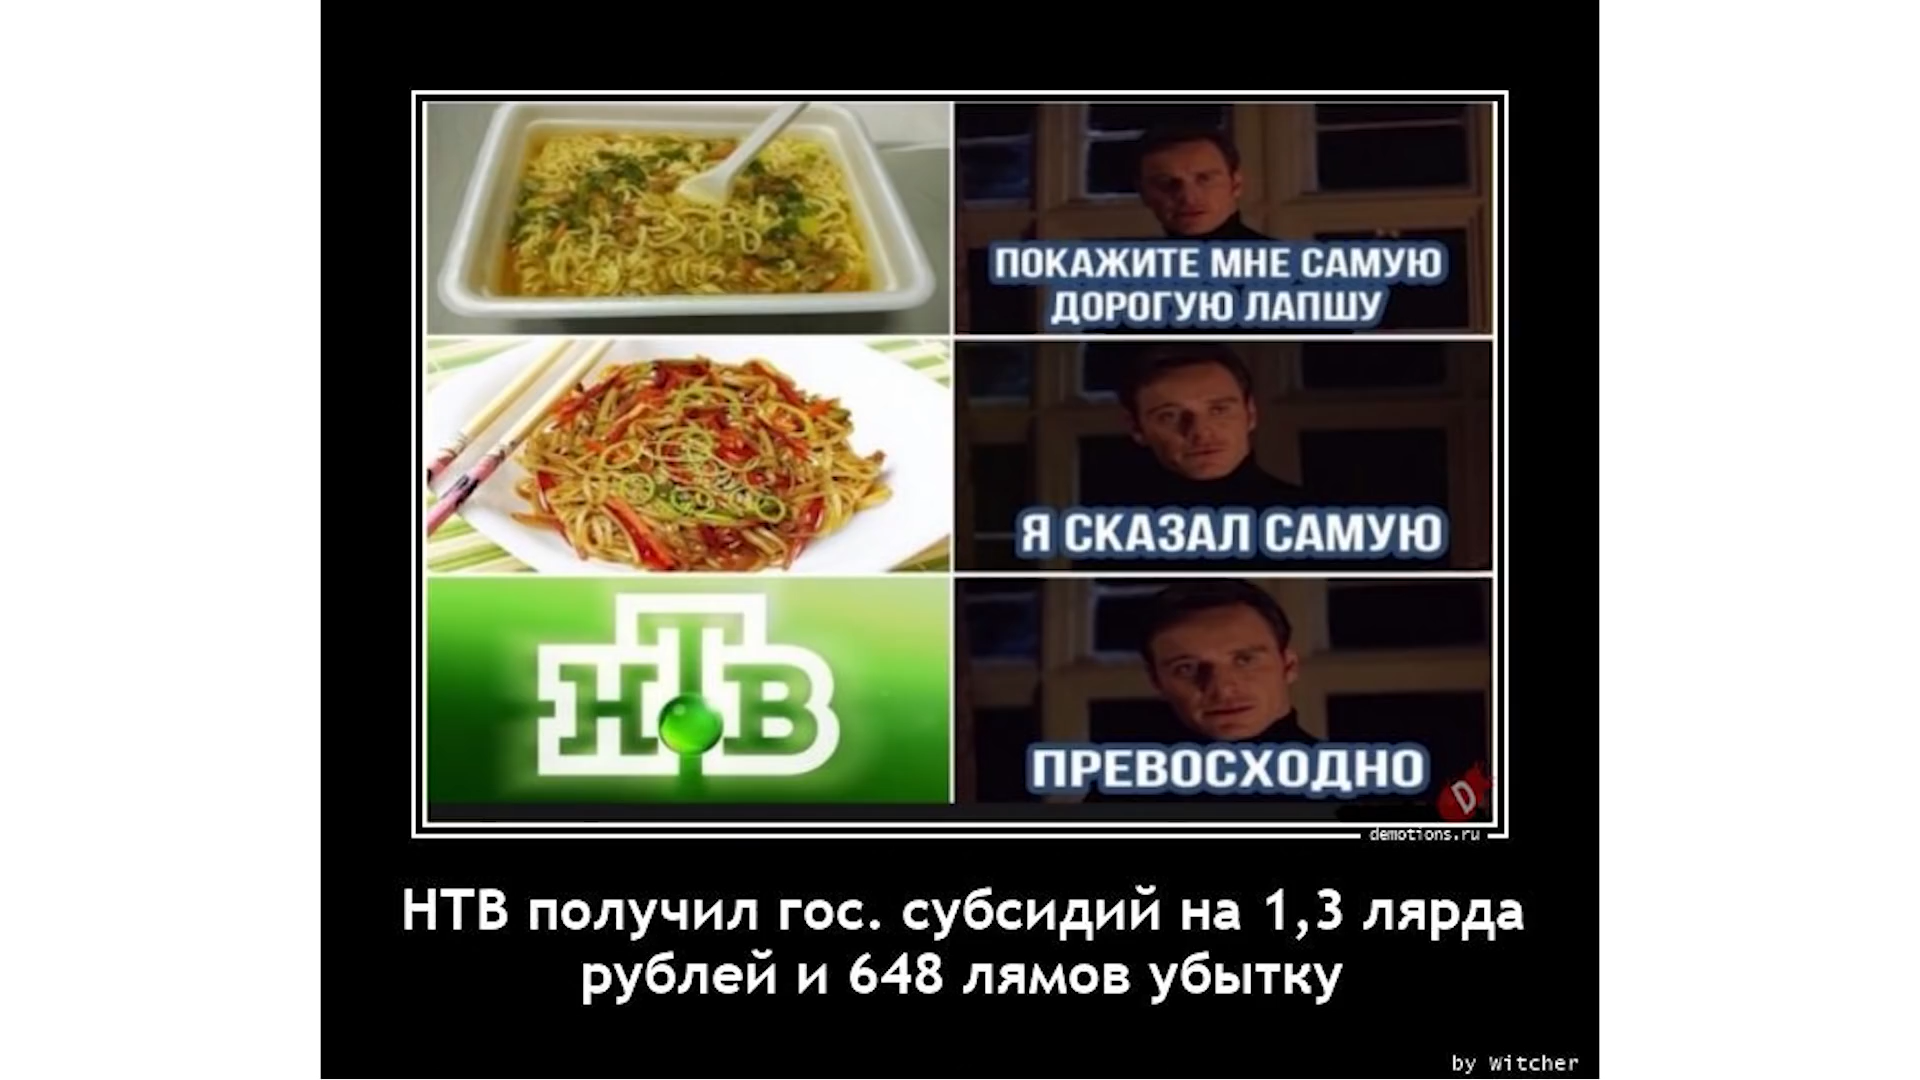 ПОКАЖИТЕ МНЕ САМУЮ
ДОРОГУЮ ЛАПШУ
Я СКАЗАЛ САМУЮ
НТВ
ПРЕВОСХОДНО
D
demotions.ru
НТВ получил гос. субсидий на 1,3 лярда
рублей и 648 лямов убытку
by Witcher